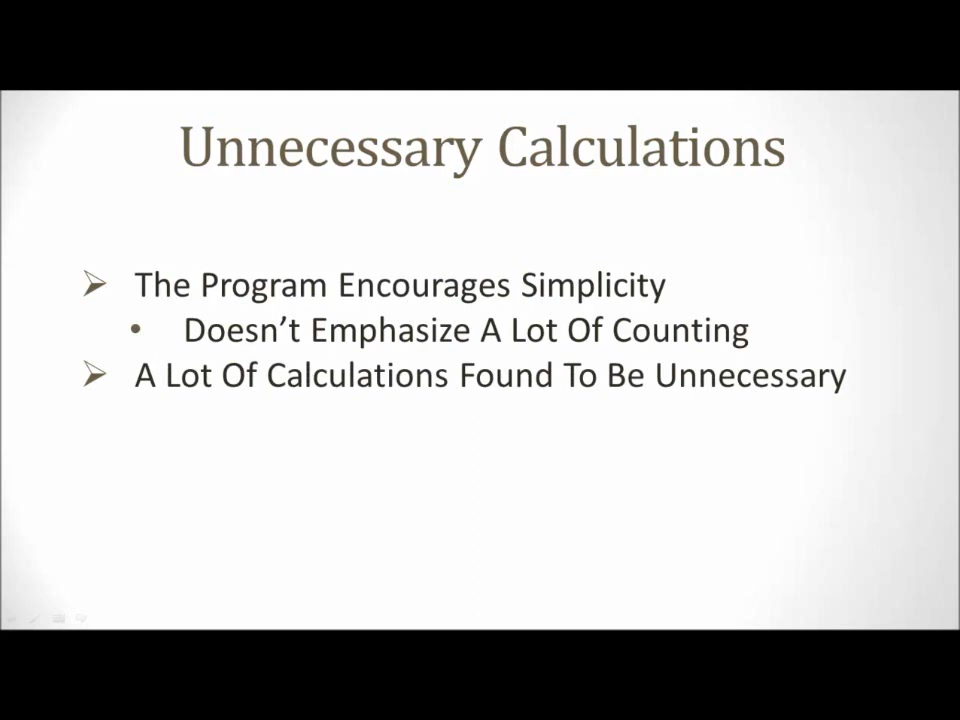 Unnecessary Calculations
➢ The Program Encourages Simplicity
• Doesn’t Emphasize A Lot Of Counting
➢ A Lot Of Calculations Found To Be Unnecessary